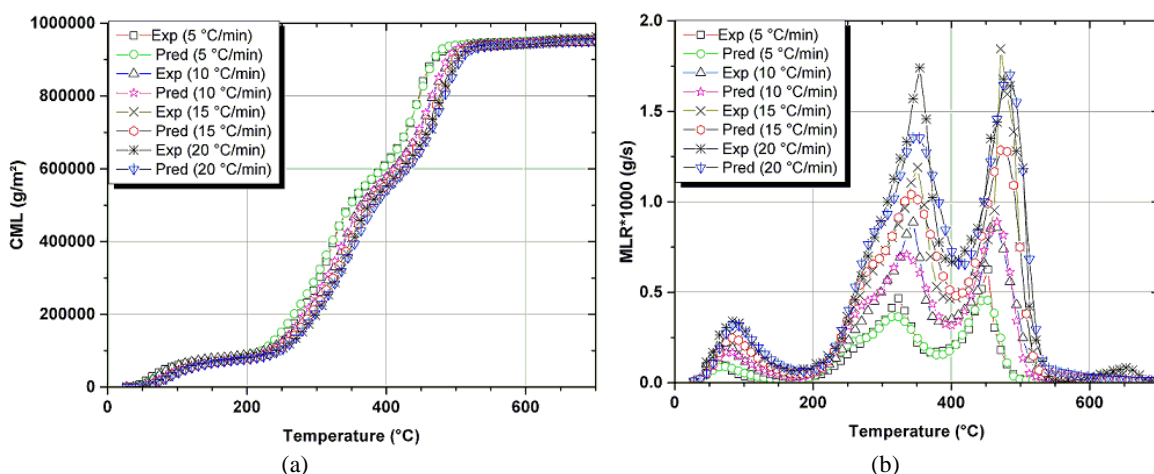 1000000
800000
600000
400000
200000
0
CML (g/m²)
Exp (5 °C/min)
Pred (5 °C/min)
Exp (10 °C/min)
Pred (10 °C/min)
Exp (15 °C/min)
Pred (15 °C/min)
Exp (20 °C/min)
Pred (20 °C/min)
0
200
400
600
Temperature (°C)
(a)
2.0
1.5
1.0
0.5
0.0
MLR*1000 (g/s)
Exp (5 °C/min)
Pred (5 °C/min)
Exp (10 °C/min)
Pred (10 °C/min)
Exp (15 °C/min)
Pred (15 °C/min)
Exp (20 °C/min)
Pred (20 °C/min)
0
200
400
600
Temperature (°C)
(b)